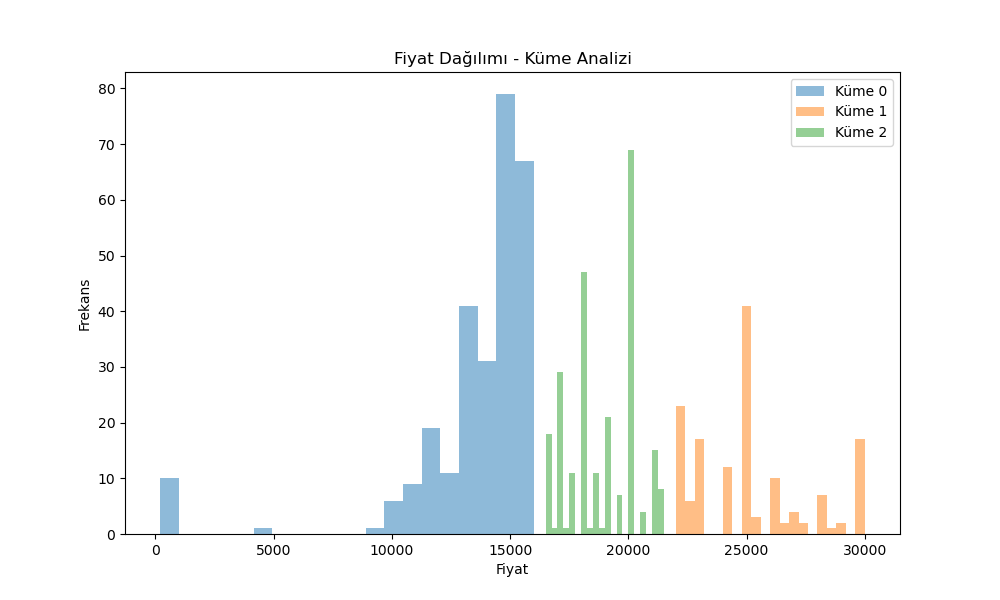 Fiyat Dağılımı - Küme Analizi
Küme 0
Küme 1
Küme 2
80
70
60
50
40
30
20
10
0
Frekans
0 5000 10000 15000 20000 25000 30000
Fiyat